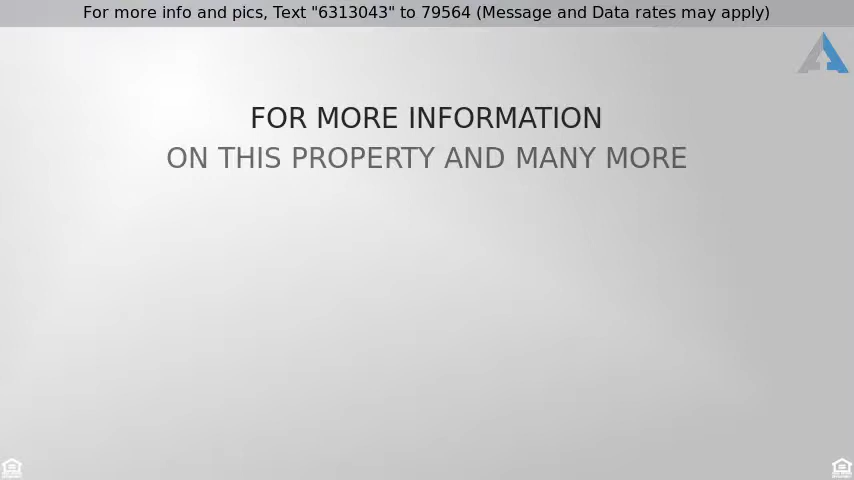 For more info and pics, Text "6313043" to 79564 (Message and Data rates may apply)
FOR MORE INFORMATION
ON THIS PROPERTY AND MANY MORE